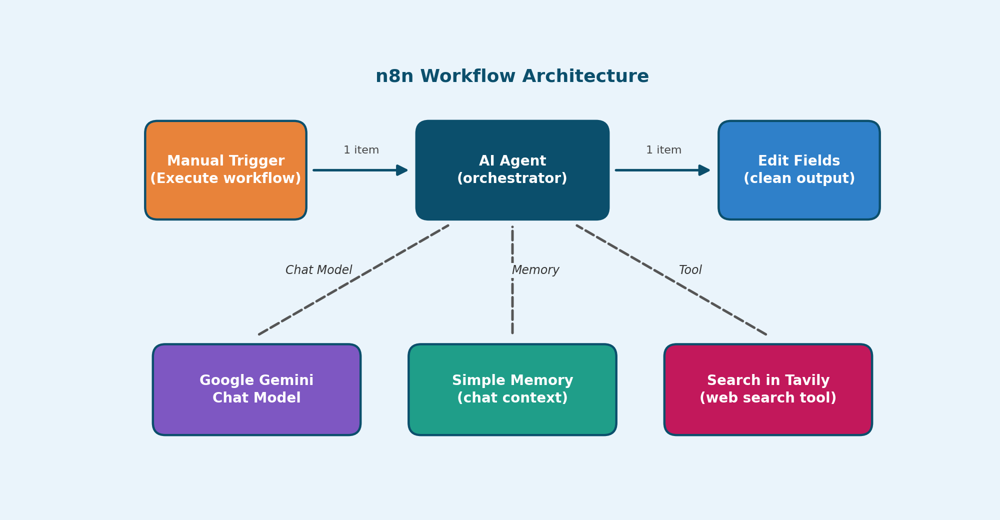 n8n Workflow Architecture
Manual Trigger
(Execute workflow)
1 item
AI Agent
(orchestrator)
1 item
Edit Fields
(clean output)
Chat Model
Memory
Tool
Google Gemini
Chat Model
Simple Memory
(chat context)
Search in Tavily
(web search tool)